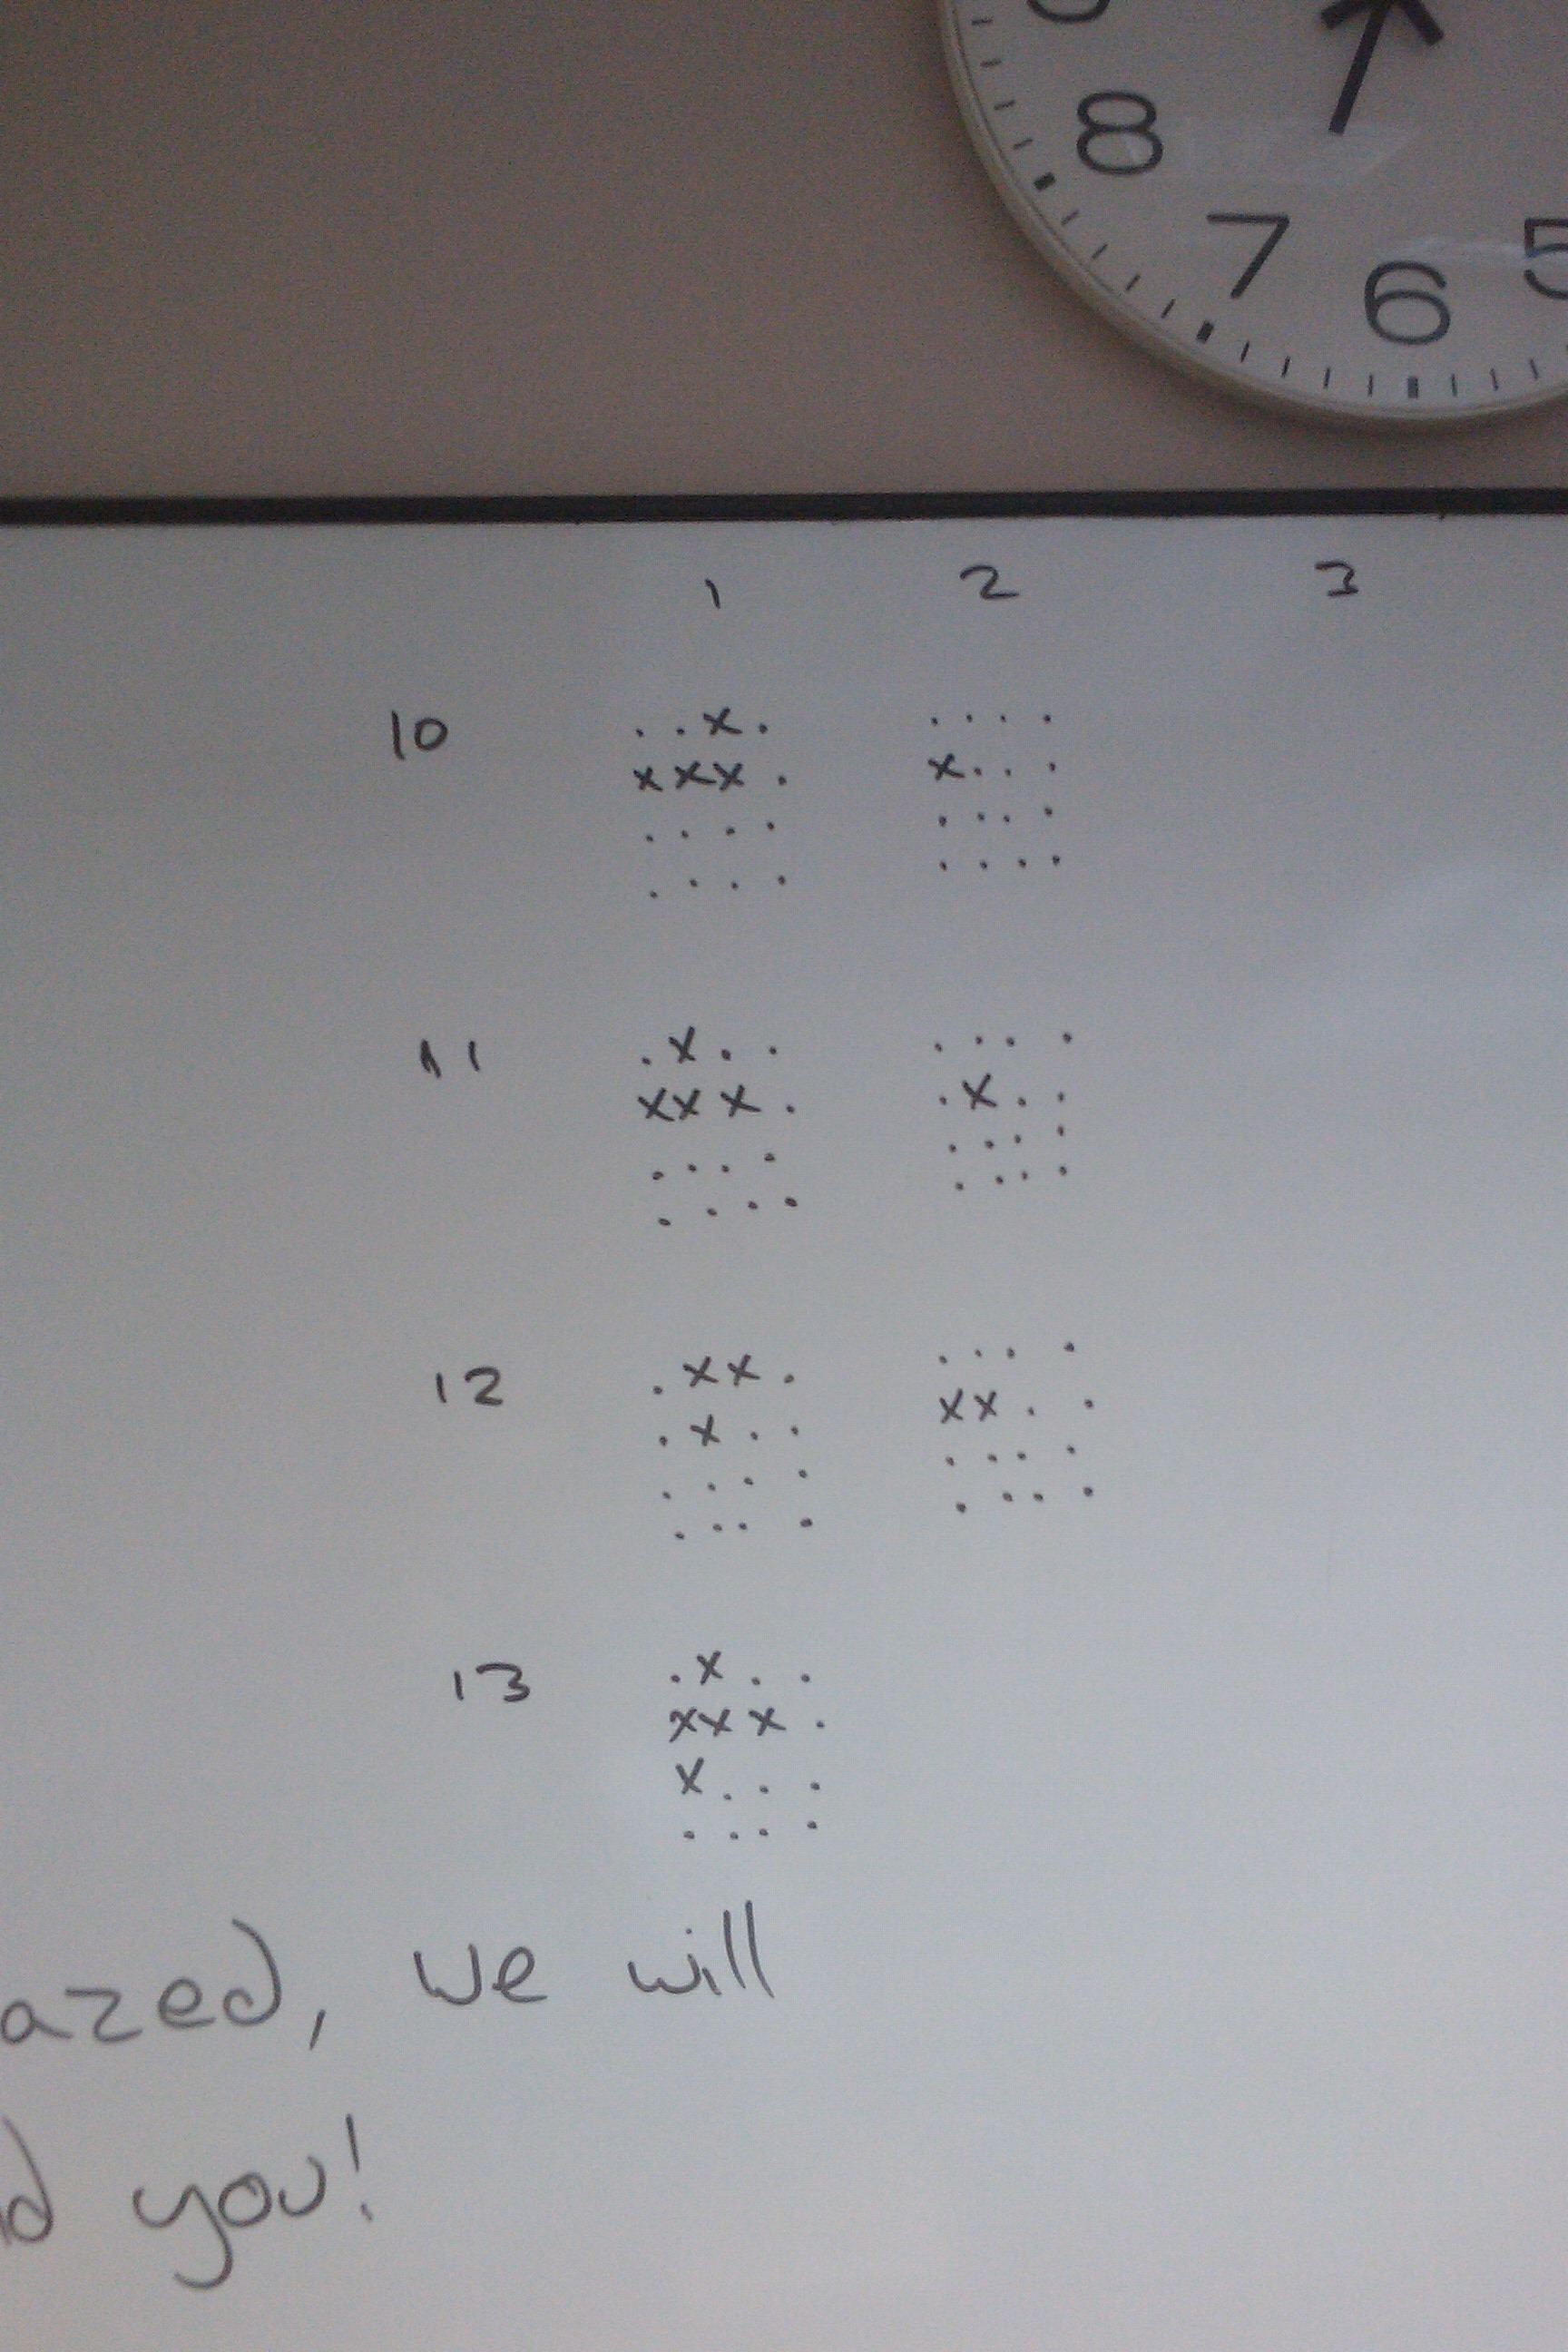 8
7
6
5
1 2 3
10 . . x . . . . .
x x x . x . . .
. . . . . . . .
. . . . . . . .
11 . x . . . . . .
x x x . . x . .
. . . . . . . .
. . . . . . . .
12 . x x . . . . .
. x . . x x . .
. . . . . . . .
. . . . . . . .
13 . x . .
x x x .
x . . .
. . . .
azed, we will
d you!